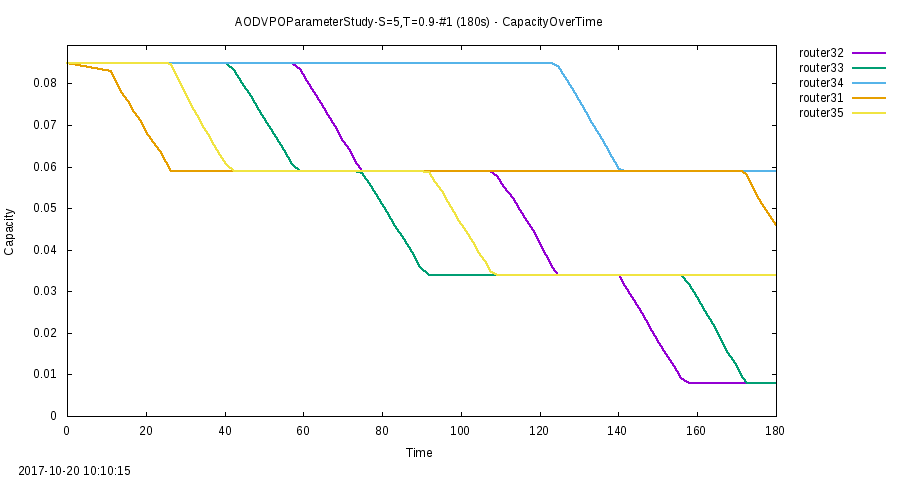 AODVPOParameterStudy-S=5,T=0.9-#1 (180s) - CapacityOverTime
router32
router33
router34
router31
router35
0.08
0.07
0.06
0.05
0.04
0.03
0.02
0.01
0
Capacity
0 20 40 60 80 100 120 140 160 180
Time
2017-10-20 10:10:15